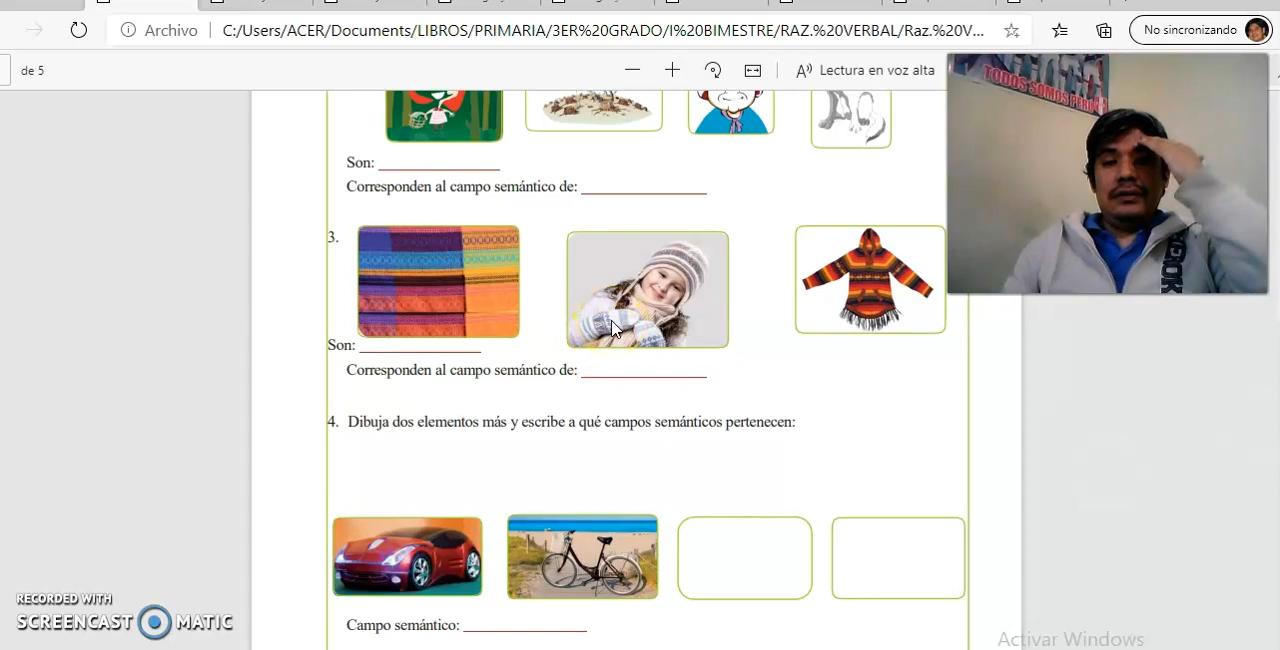 Archivo
C:/Users/ACER/Documents/LIBROS/PRIMARIA/3ER%20GRADO/I%20BIMESTRE/RAZ.%20VERBAL/Raz.%20V...
No sincronizando
de 5
Lectura en voz alta
TODOS SOMOS PERÚ
Son:
Corresponden al campo semántico de:
3.
Son:
Corresponden al campo semántico de:
4. Dibuja dos elementos más y escribe a qué campos semánticos pertenecen:
Campo semántico:
RECORDED WITH
SCREENCAST MATIC
Activar Windows